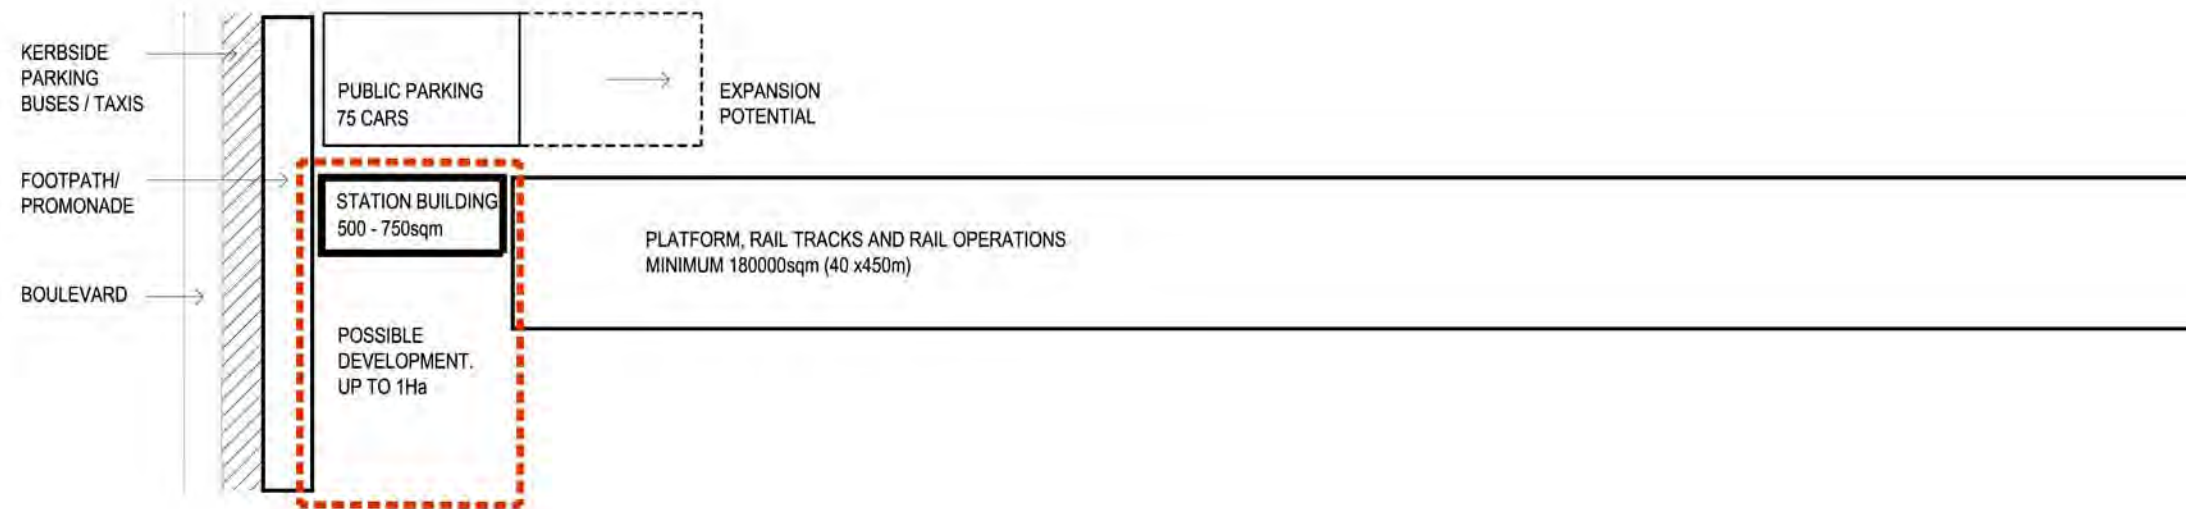 KERBSIDE
PARKING
BUSES / TAXIS
PUBLIC PARKING
75 CARS
EXPANSION
POTENTIAL
FOOTPATH/
PROMONADE
STATION BUILDING
500 - 750sqm
PLATFORM, RAIL TRACKS AND RAIL OPERATIONS
MINIMUM 180000sqm (40 x450m)
BOULEVARD
POSSIBLE
DEVELOPMENT.
UP TO 1Ha